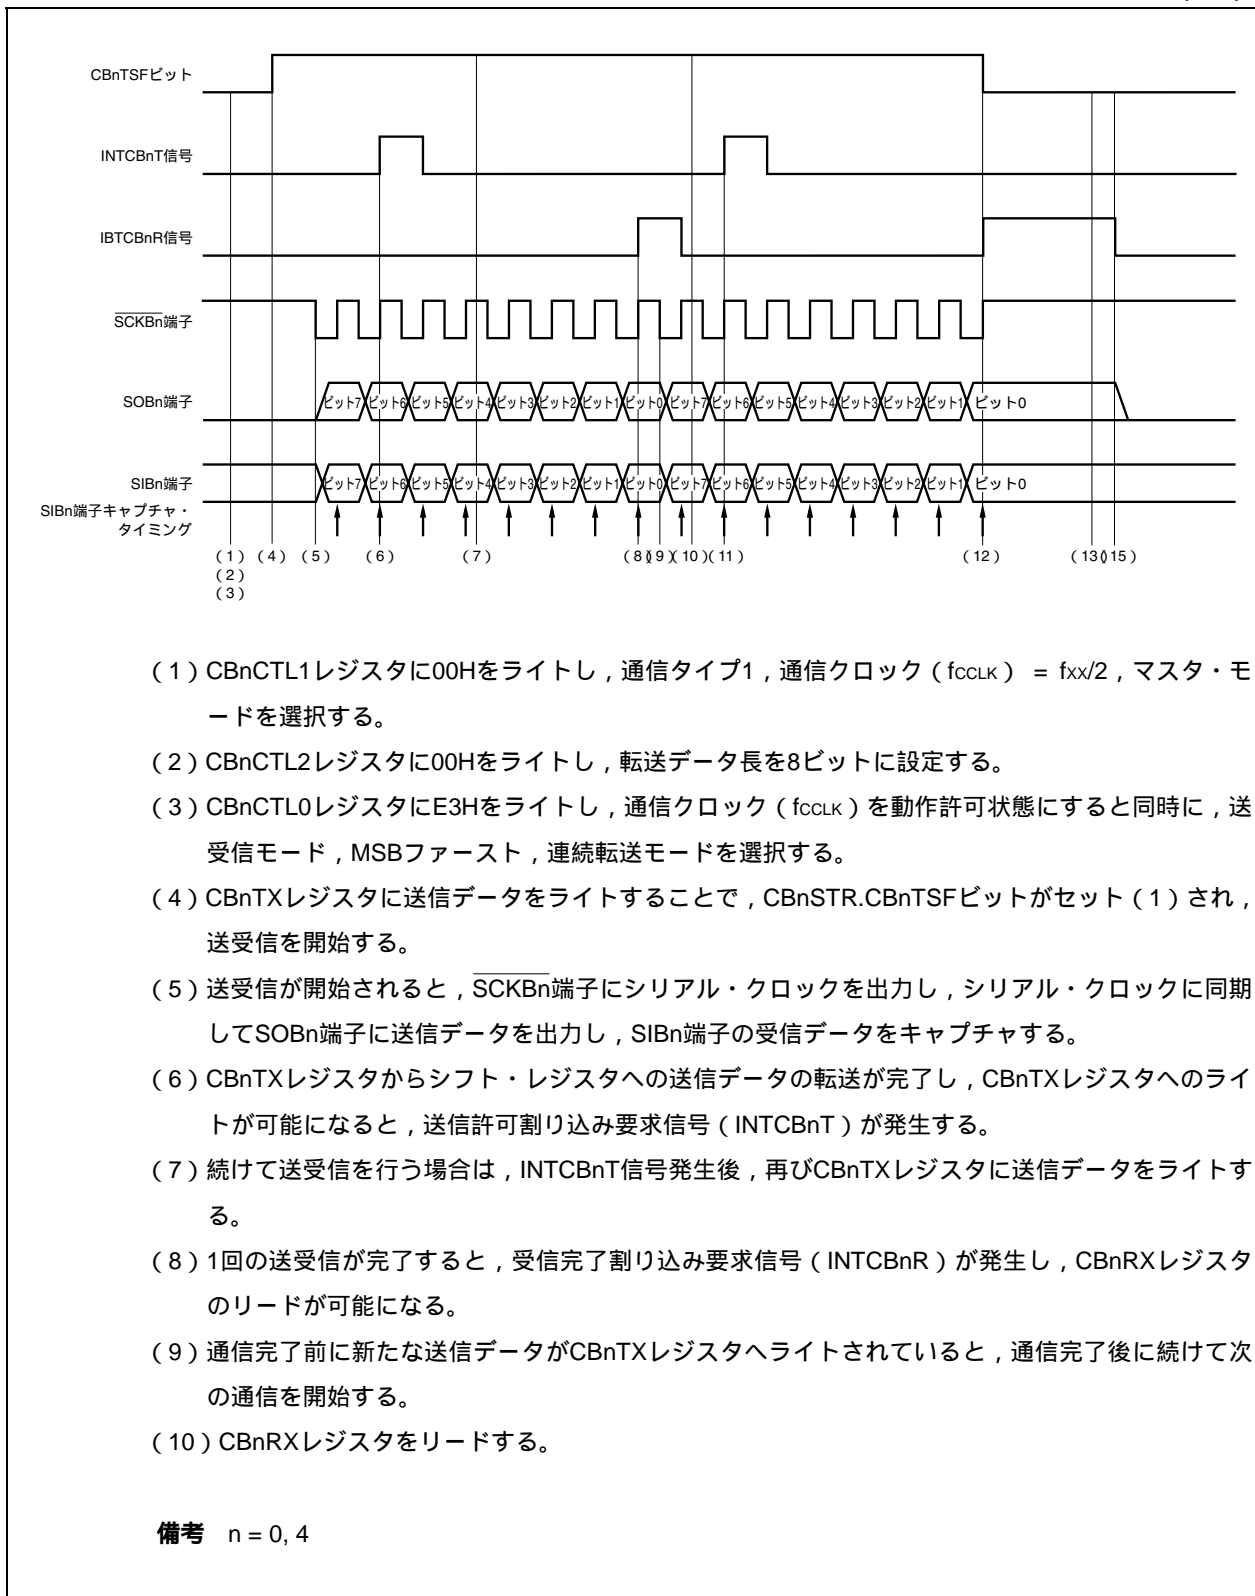 CBnTSFビット
INTCBnT信号
IBTCBnR信号
SCKBn端子
SOBn端子
ビット7 ビット6 ビット5 ビット4 ビット3 ビット2 ビット1 ビット0 ビット7 ビット6 ビット5 ビット4 ビット3 ビット2 ビット1 ビット0
SIBn端子
ビット7 ビット6 ビット5 ビット4 ビット3 ビット2 ビット1 ビット0 ビット7 ビット6 ビット5 ビット4 ビット3 ビット2 ビット1 ビット0
SIBn端子キャプチャ・
タイミング
(1) (4) (5) (6) (7) (8)(9)(10)(11) (12) (13)(15)
(2)
(3)
(1)CBnCTL1レジスタに00Hをライトし,通信タイプ1,通信クロック(fCCLK) = fXX/2,マスタ・モ
ードを選択する。
(2)CBnCTL2レジスタに00Hをライトし,転送データ長を8ビットに設定する。
(3)CBnCTL0レジスタにE3Hをライトし,通信クロック(fCCLK)を動作許可状態にすると同時に,送
受信モード,MSBファースト,連続転送モードを選択する。
(4)CBnTXレジスタに送信データをライトすることで,CBnSTR.CBnTSFビットがセット(1)され,
送受信を開始する。
(5)送受信が開始されると,SCKBn端子にシリアル・クロックを出力し,シリアル・クロックに同期
してSOBn端子に送信データを出力し,SIBn端子の受信データをキャプチャする。
(6)CBnTXレジスタからシフト・レジスタへの送信データの転送が完了し,CBnTXレジスタへのライ
トが可能になると,送信許可割り込み要求信号(INTCBnT)が発生する。
(7)続けて送受信を行う場合は,INTCBnT信号発生後,再びCBnTXレジスタに送信データをライトす
る。
(8)1回の送受信が完了すると,受信完了割り込み要求信号(INTCBnR)が発生し,CBnRXレジスタ
のリードが可能になる。
(9)通信完了前に新たな送信データがCBnTXレジスタへライトされていると,通信完了後に続けて次
の通信を開始する。
(10)CBnRXレジスタをリードする。
備考 n = 0, 4